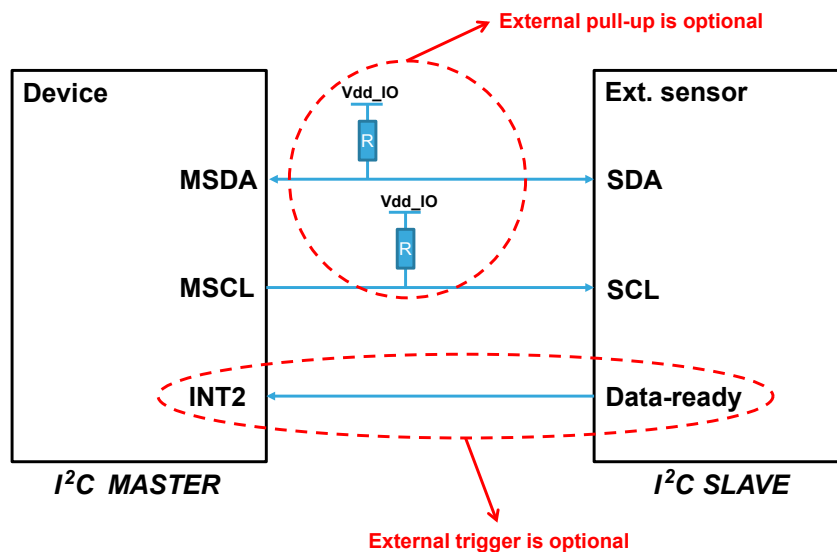 External pull-up is optional
Device
Ext. sensor
Vdd_IO
R
MSDA
SDA
Vdd_IO
R
MSCL
SCL
INT2
Data-ready
I²C MASTER
I²C SLAVE
External trigger is optional